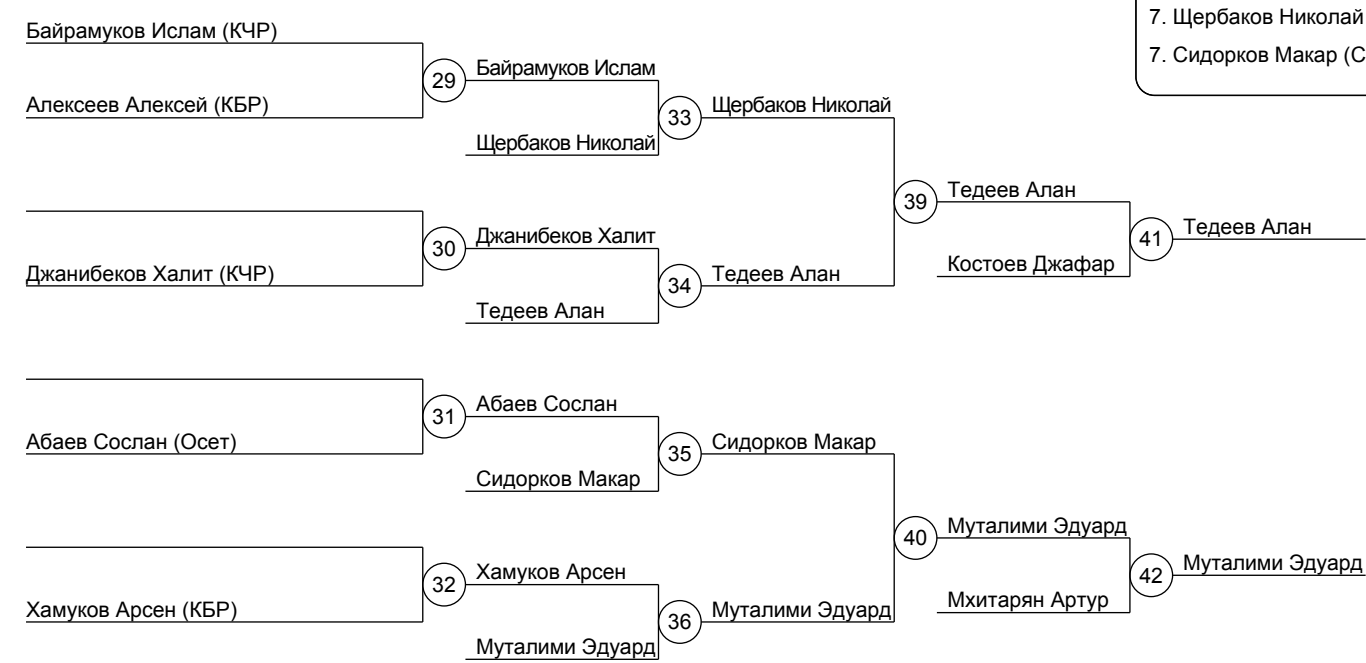 7. Щербаков Николай
7. Сидорков Макар (С
Байрамуков Ислам (КЧР)
29
Байрамуков Ислам
Алексеев Алексей (КБР)
33
Щербаков Николай
Щербаков Николай
39
Тедеев Алан
30
Джанибеков Халит
41
Тедеев Алан
Джанибеков Халит (КЧР)
34
Тедеев Алан
Костоев Джафар
Тедеев Алан
31
Абаев Сослан
Абаев Сослан (Осет)
35
Сидорков Макар
Сидорков Макар
40
Муталими Эдуард
32
Хамуков Арсен
42
Муталими Эдуард
Хамуков Арсен (КБР)
36
Муталими Эдуард
Мхитарян Артур
Муталими Эдуард